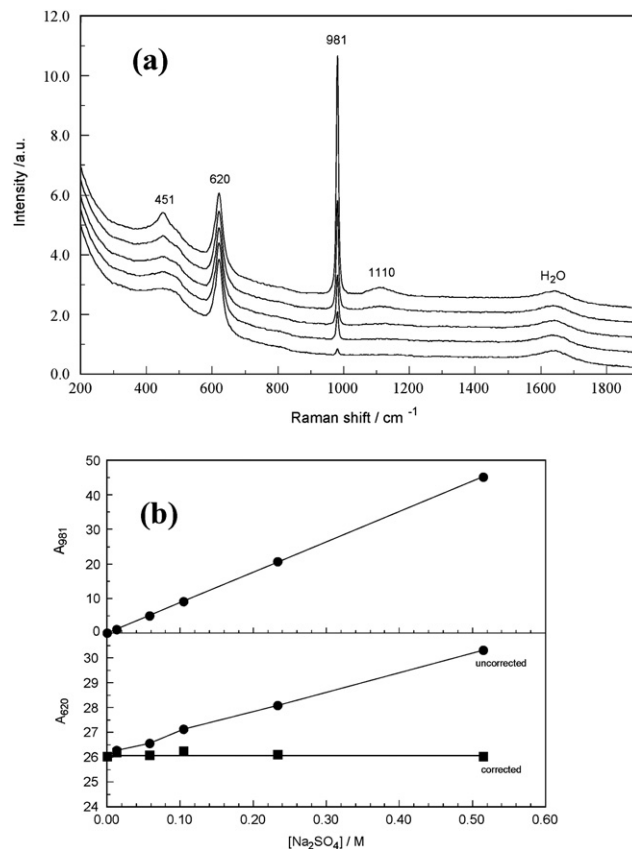 (a)
12.0
10.0
8.0
6.0
4.0
2.0
0.0
Intensity /a.u.
451
620
981
1110
H₂O
200 400 600 800 1000 1200 1400 1600 1800
Raman shift / cm ⁻¹
(b)
50
40
30
20
10
0
A₉₈₁
30
29
28
27
26
25
24
A₆₂₀
uncorrected
corrected
0.00 0.10 0.20 0.30 0.40 0.50 0.60
[Na₂SO₄] / M